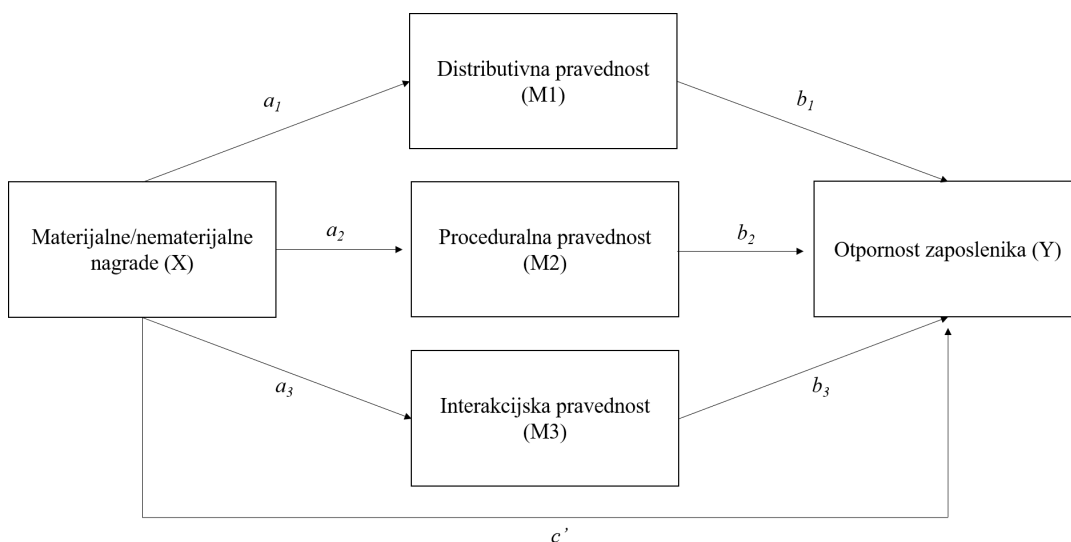 Distributivna pravednost
(M1)
a1
b1
Materijalne/nematerijalne
nagrade (X)
a2
Proceduralna pravednost
(M2)
b2
Otpornost zaposlenika (Y)
a3
Interakcijska pravednost
(M3)
b3
c’